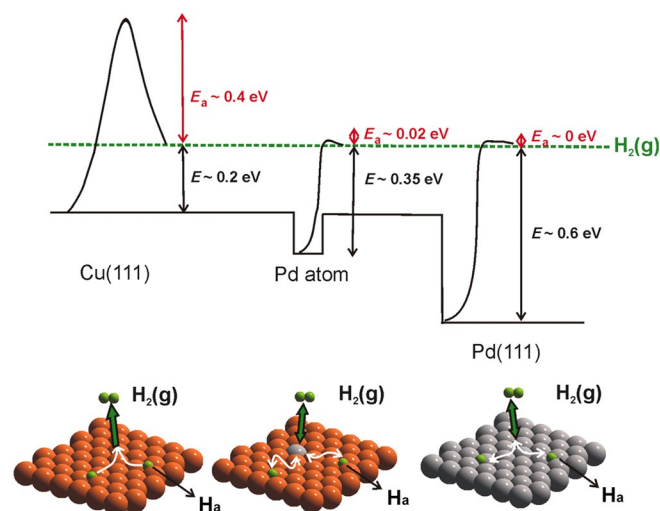 Eₐ ~ 0.4 eV
Eₐ ~ 0.02 eV
Eₐ ~ 0 eV
H₂(g)
E ~ 0.2 eV
E ~ 0.35 eV
E ~ 0.6 eV
Cu(111)
Pd atom
Pd(111)
H₂(g)
H₂(g)
H₂(g)
Hₐ
Hₐ
Hₐ